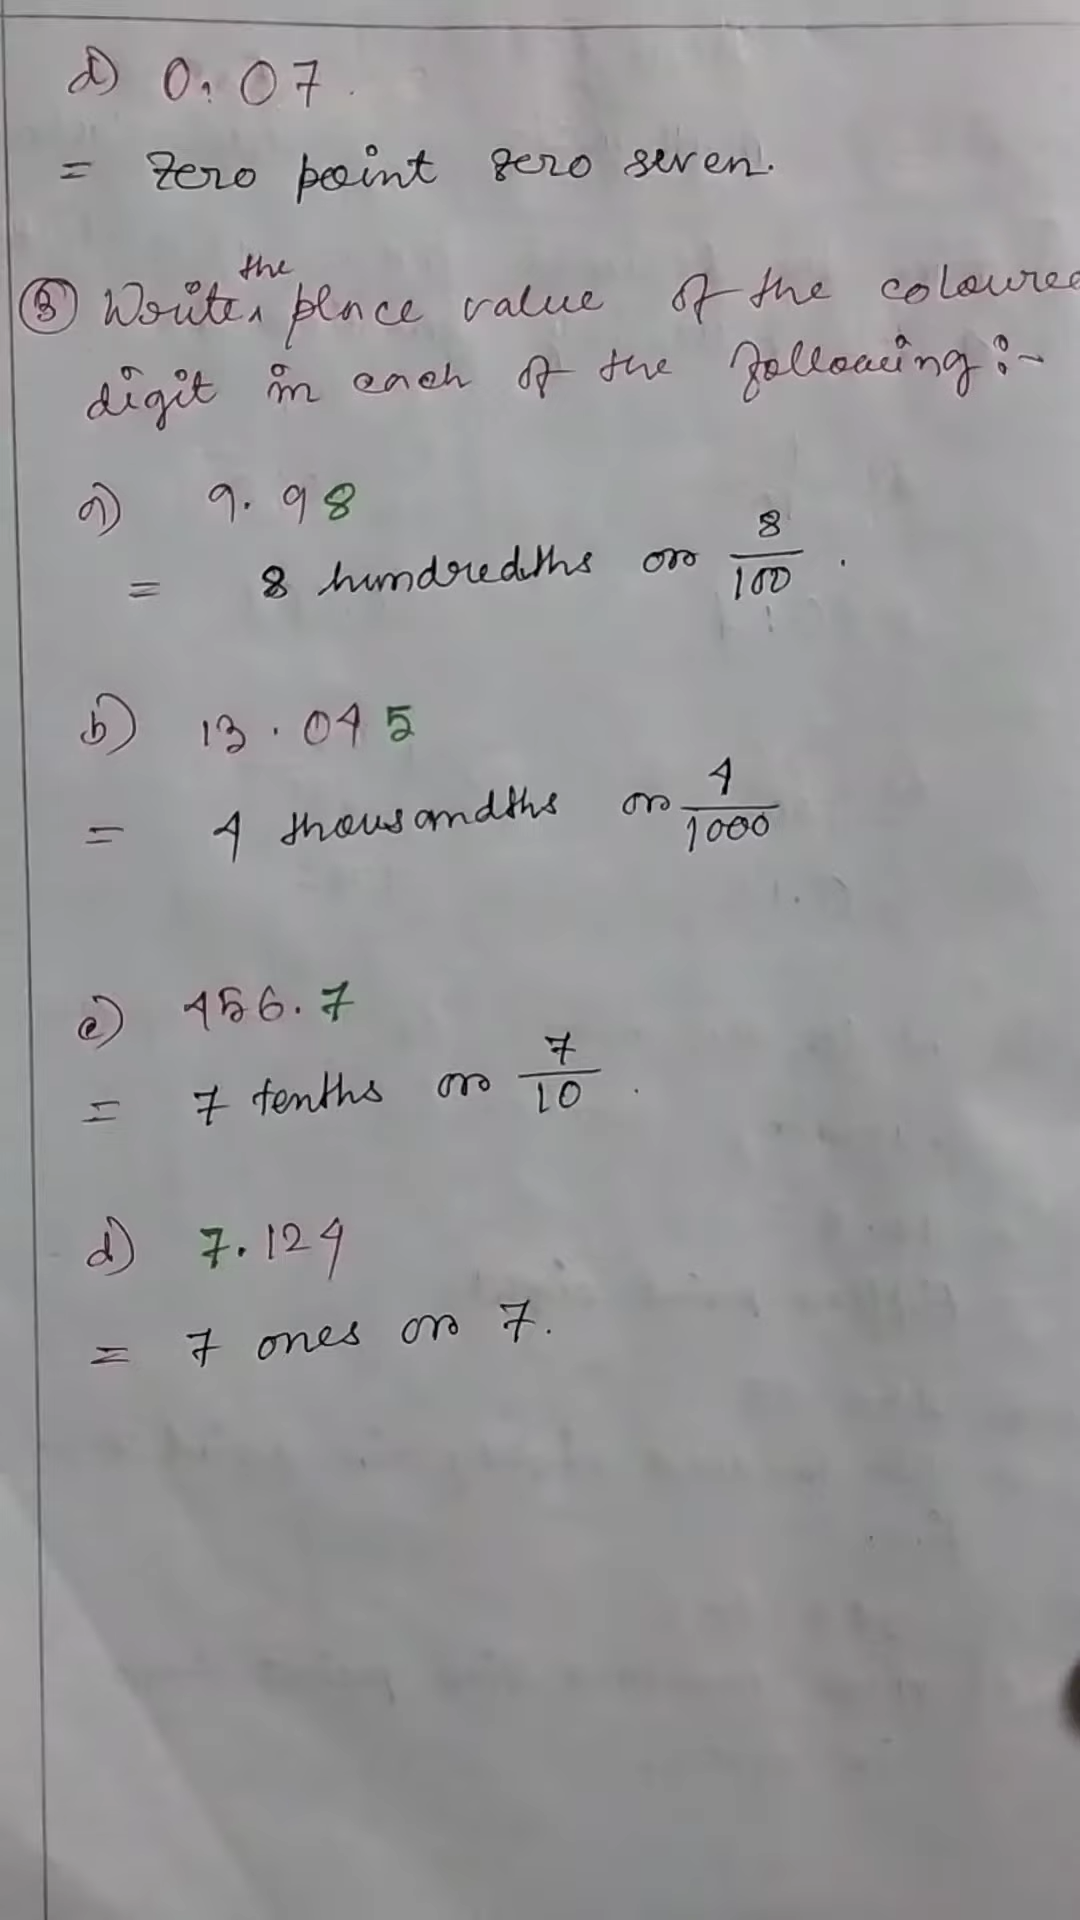 d) 0.07
= Zero point zero seven.
③ Write ^the place value of the coloured
digit in each of the following :-
a) 9.98
= 8 hundredths or 8/100.
b) 13.045
= 4 thousandths or 4/1000
c) 456.7
= 7 tenths or 7/10.
d) 7.124
= 7 ones or 7.